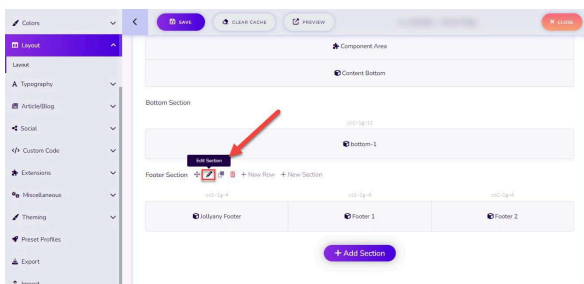 Colors
SAVE
CLEAR CACHE
PREVIEW
CLOSE
Layout
Layout
Typography
Article/Blog
Social
Custom Code
Extensions
Miscellaneous
Theming
Preset Profiles
Export
Import
Component Area
Content Bottom
Bottom Section
col-lg-12
bottom-1
Edit Section
Footer Section + New Row + New Section
col-lg-4 col-lg-4 col-lg-4
Jollyany Footer Footer 1 Footer 2
+ Add Section